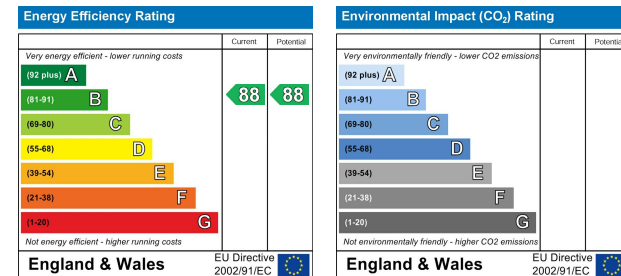 Energy Efficiency Rating
Current Potential
Very energy efficient - lower running costs
(92 plus) A
(81-91) B 88 88
(69-80) C
(55-68) D
(39-54) E
(21-38) F
(1-20) G
Not energy efficient - higher running costs
England & Wales
EU Directive
2002/91/EC
Environmental Impact (CO₂) Rating
Current Potentia
Very environmentally friendly - lower CO2 emissions
(92 plus) A
(81-91) B
(69-80) C
(55-68) D
(39-54) E
(21-38) F
(1-20) G
Not environmentally friendly - higher CO2 emissions
England & Wales
EU Directive
2002/91/EC